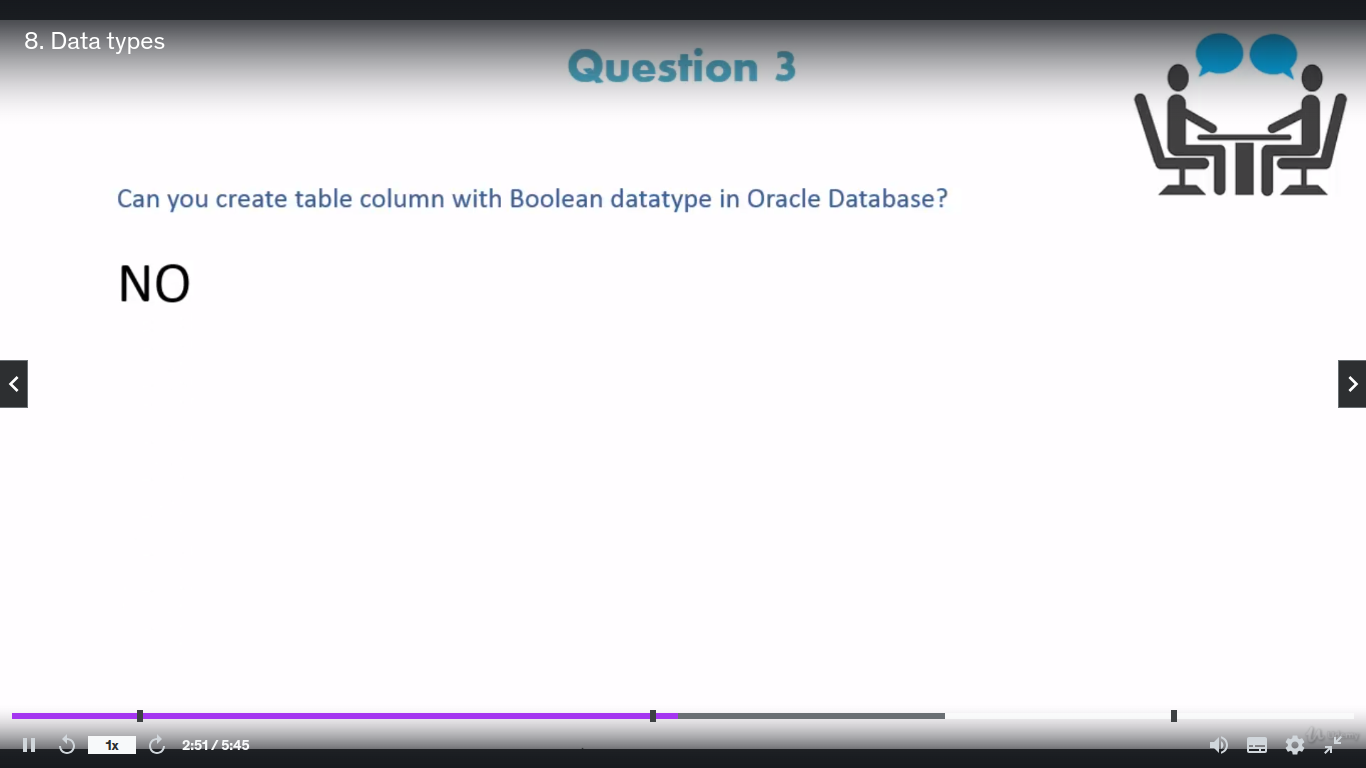 8. Data types
Question 3
Can you create table column with Boolean datatype in Oracle Database?
NO
1x
2:51 / 5:45